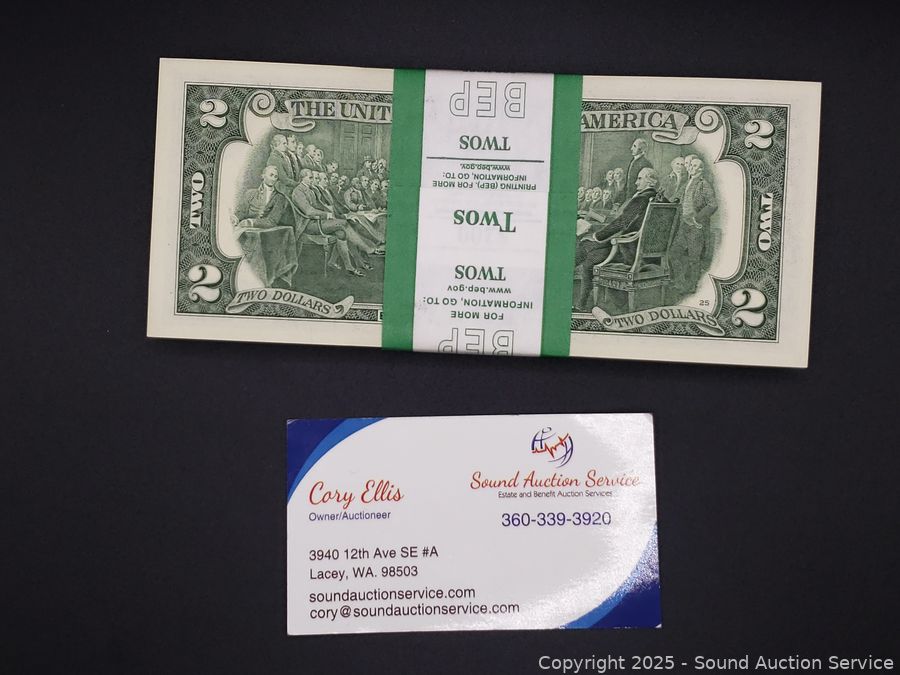 2 THE UNIT AMERICA 2
TWO TWO
2 TWO DOLLARS 25 TWO DOLLARS 2
BEP
TWOS
FOR MORE
INFORMATION, GO TO:
www.bep.gov
TWOS
Twos
PRINTING (BEP), FOR MORE
INFORMATION, GO TO:
www.bep.gov.
TWOS
BEP
Cory Ellis
Owner/Auctioneer
3940 12th Ave SE #A
Lacey, WA. 98503
soundauctionservice.com
cory@soundauctionservice.com
Sound Auction Service
Estate and Benefit Auction Services
360-339-3920
Copyright 2025 - Sound Auction Service